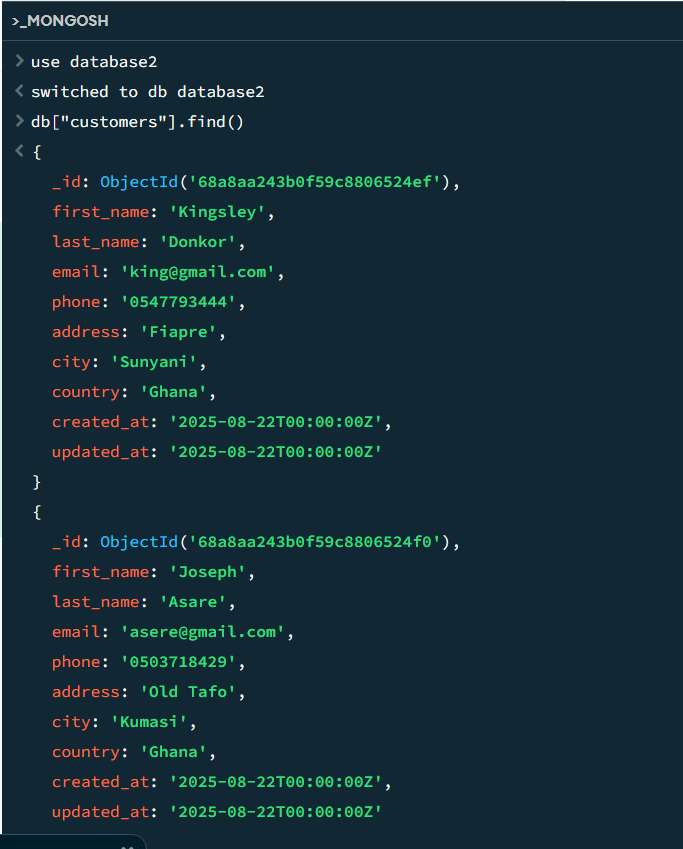 >_MONGOSH
> use database2
< switched to db database2
> db["customers"].find()
< {
_id: ObjectId('68a8aa243b0f59c8806524ef'),
first_name: 'Kingsley',
last_name: 'Donkor',
email: 'king@gmail.com',
phone: '0547793444',
address: 'Fiapre',
city: 'Sunyani',
country: 'Ghana',
created_at: '2025-08-22T00:00:00Z',
updated_at: '2025-08-22T00:00:00Z'
}
{
_id: ObjectId('68a8aa243b0f59c8806524f0'),
first_name: 'Joseph',
last_name: 'Asare',
email: 'asere@gmail.com',
phone: '0503718429',
address: 'Old Tafo',
city: 'Kumasi',
country: 'Ghana',
created_at: '2025-08-22T00:00:00Z',
updated_at: '2025-08-22T00:00:00Z'